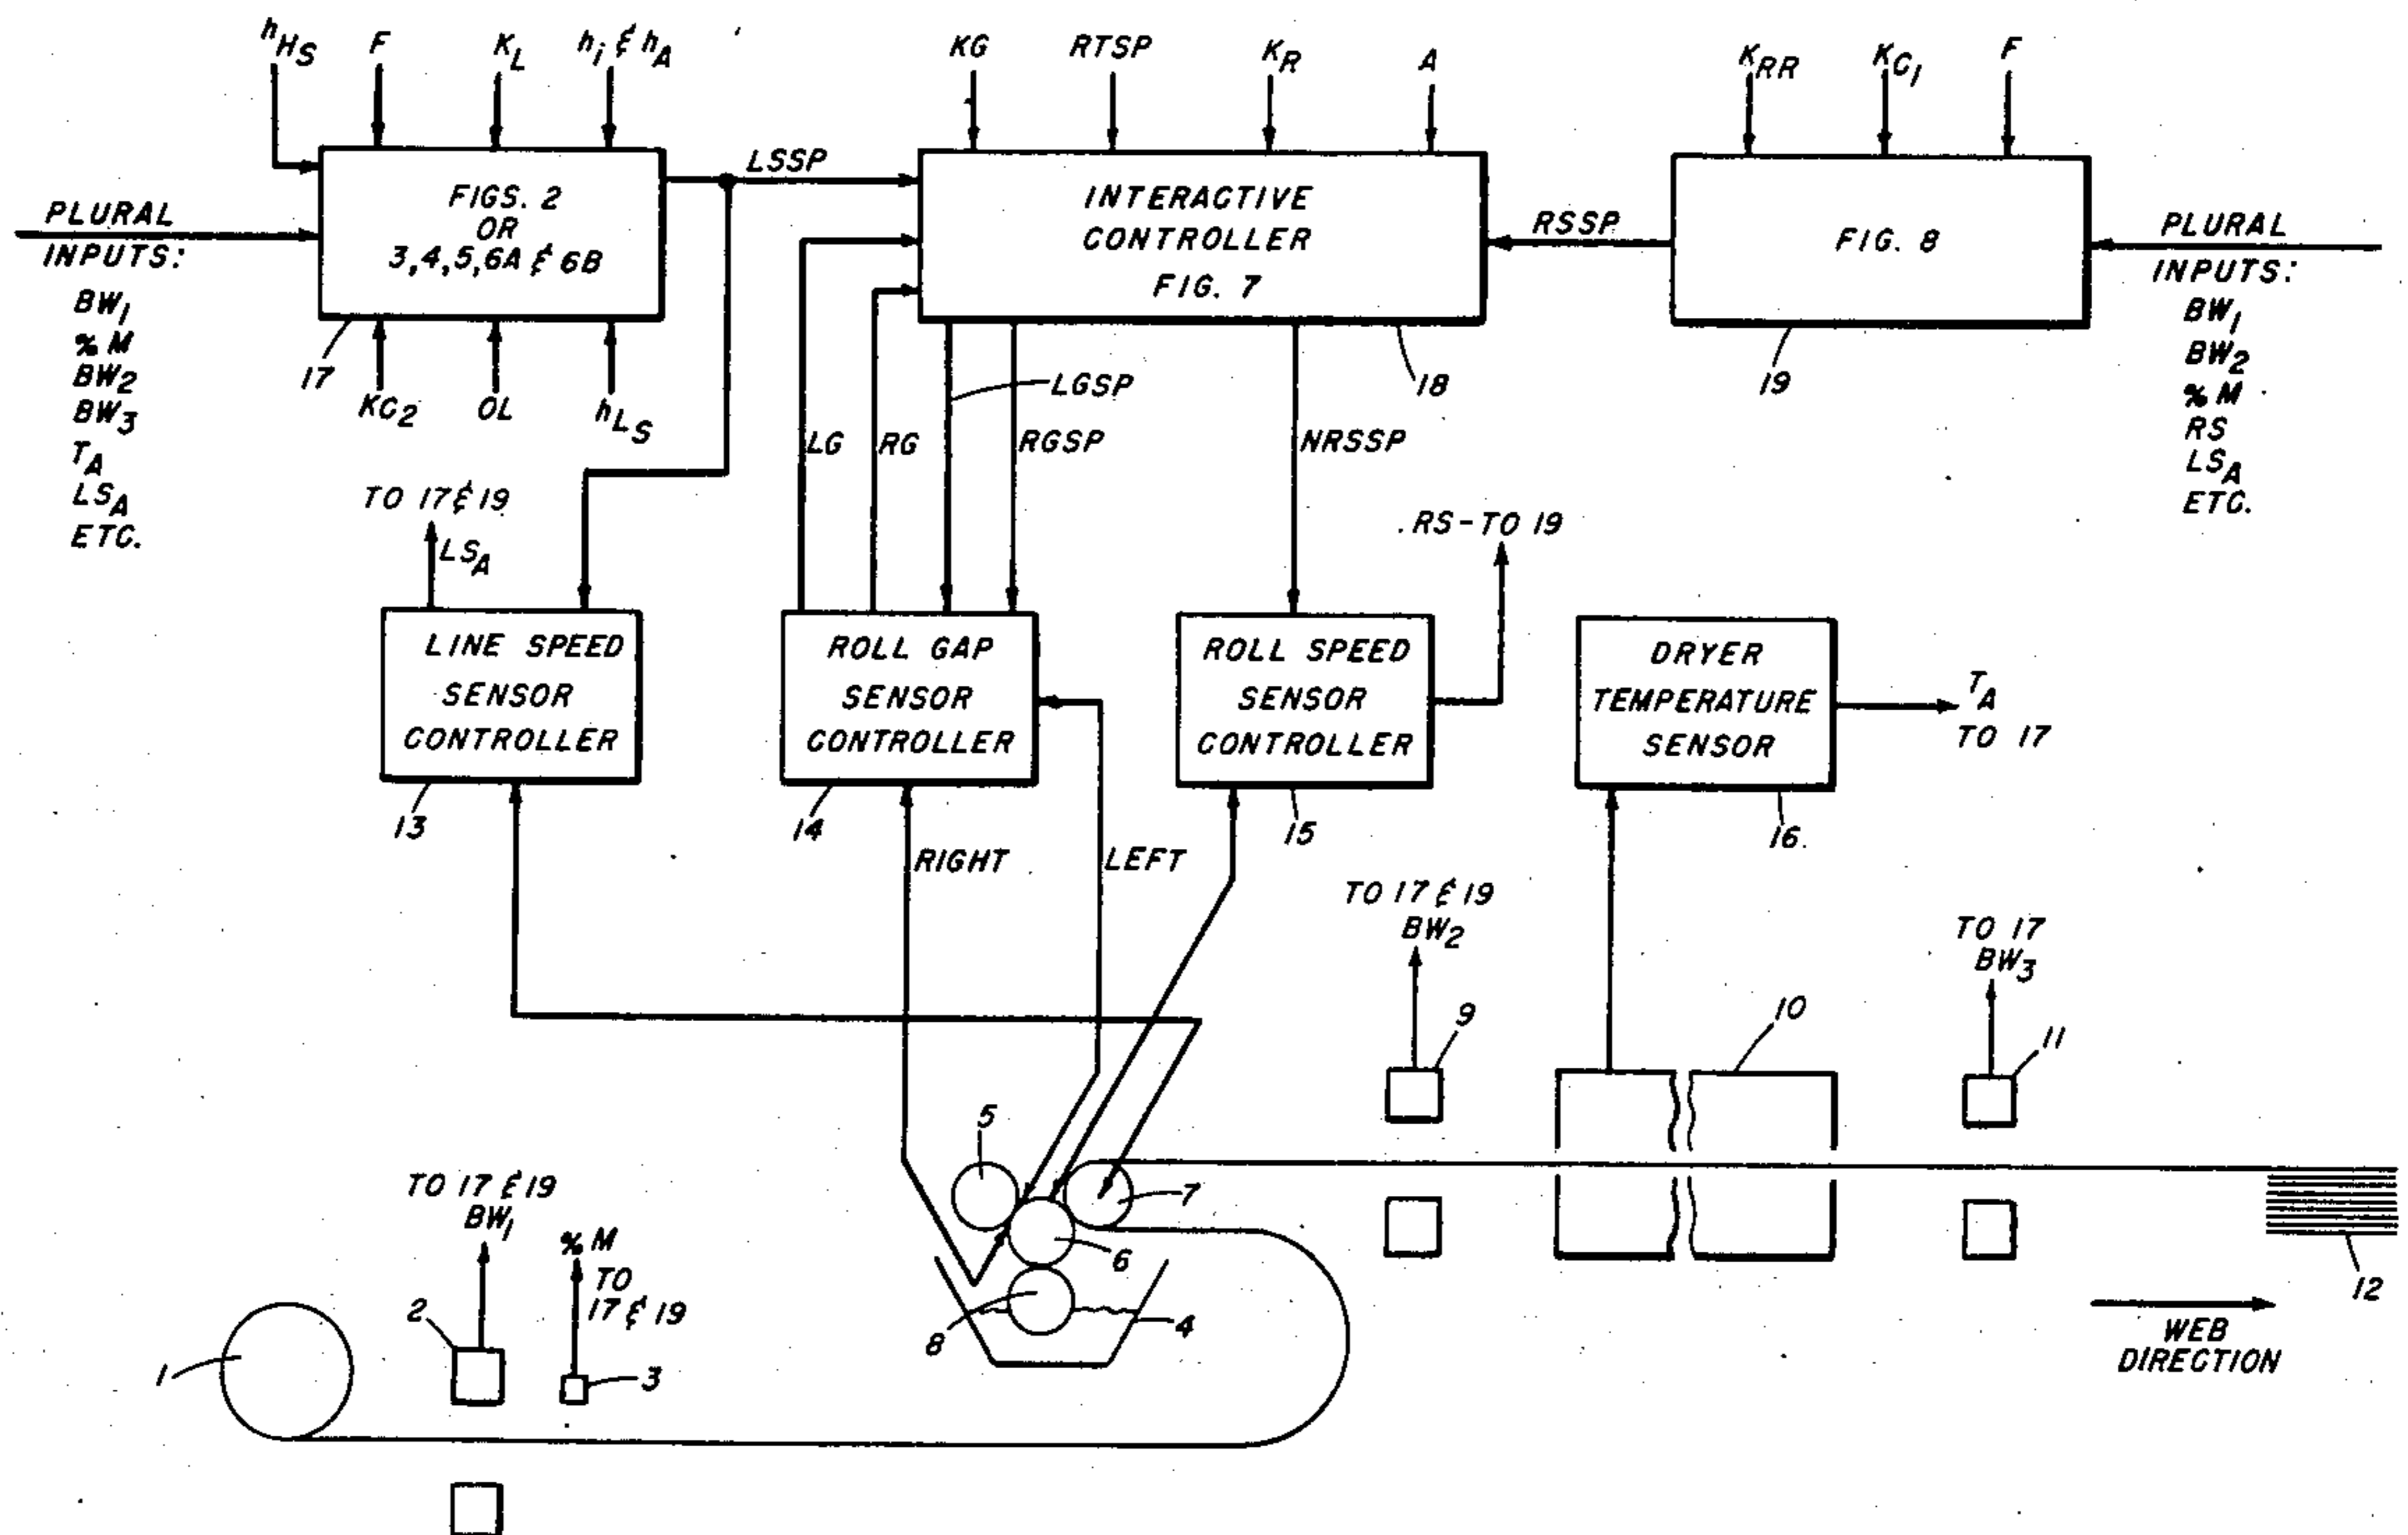 hHS
F
KL
hi & hA
KG
RTSP
KR
A
KRR
KC1
F
PLURAL
INPUTS:
BW1
%M
BW2
BW3
TA
LSA
ETC.
FIGS. 2
OR
3,4,5,6A & 6B
17
KC2
OL
hLS
LSSP
INTERACTIVE
CONTROLLER
FIG. 7
18
RSSP
FIG. 8
19
PLURAL
INPUTS:
BW1
BW2
%M
RS
LSA
ETC.
LG
RG
LGSP
RGSP
NRSSP
TO 17 & 19
LSA
RS-TO 19
LINE SPEED
SENSOR
CONTROLLER
13
ROLL GAP
SENSOR
CONTROLLER
14
ROLL SPEED
SENSOR
CONTROLLER
15
DRYER
TEMPERATURE
SENSOR
16
TA
TO 17
RIGHT
LEFT
TO 17 & 19
BW2
9
10
TO 17
BW3
11
5
7
6
8
4
TO 17 & 19
BW1
%M
TO
17 & 19
1
2
3
12
WEB
DIRECTION